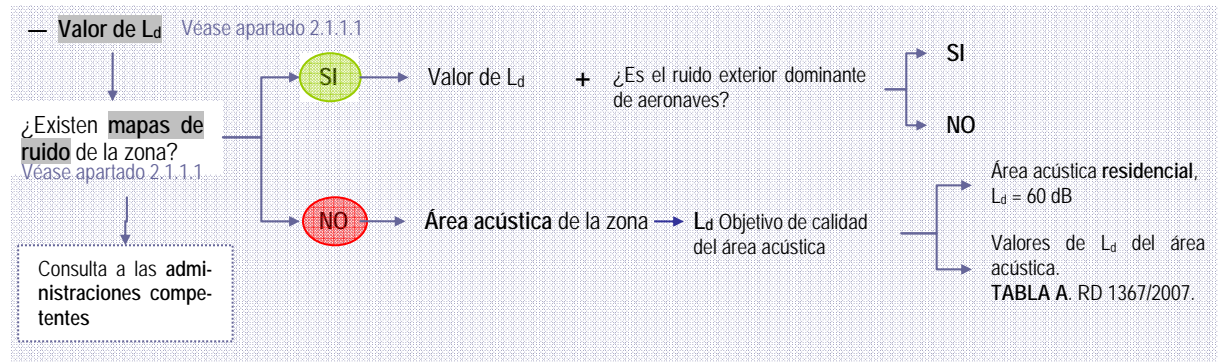 — Valor de Ld Véase apartado 2.1.1.1
¿Existen mapas de
ruido de la zona?
Véase apartado 2.1.1.1
Consulta a las admi-
nistraciones compe-
tentes
SI
Valor de Ld
+
¿Es el ruido exterior dominante
de aeronaves?
SI
NO
NO
Área acústica de la zona
Ld Objetivo de calidad
del área acústica
Área acústica residencial,
Ld = 60 dB
Valores de Ld del área
acústica.
TABLA A. RD 1367/2007.